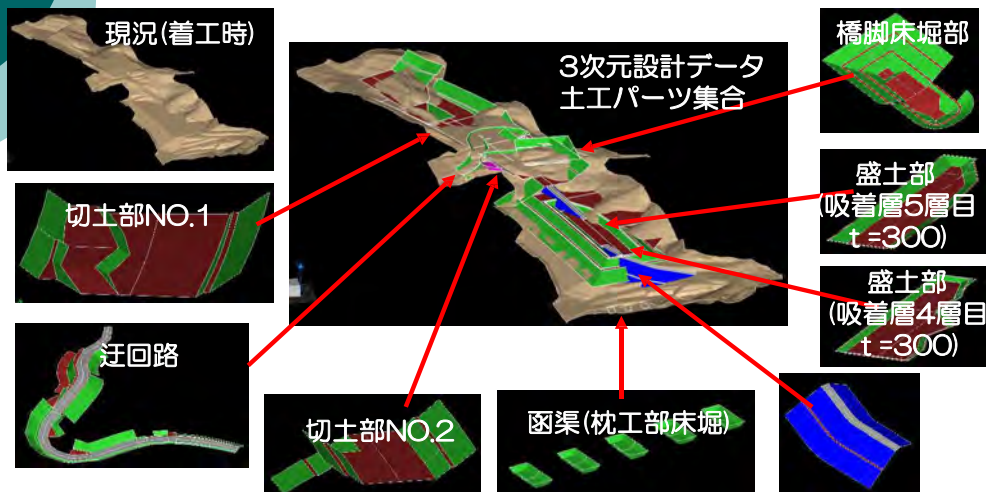 現況(着工時)
3次元設計データ
土工パーツ集合
橋脚床堀部
切土部NO.1
盛土部
(吸着層5層目
t=300)
盛土部
(吸着層4層目
t=300)
迂回路
切土部NO.2
函渠(枕工部床堀)